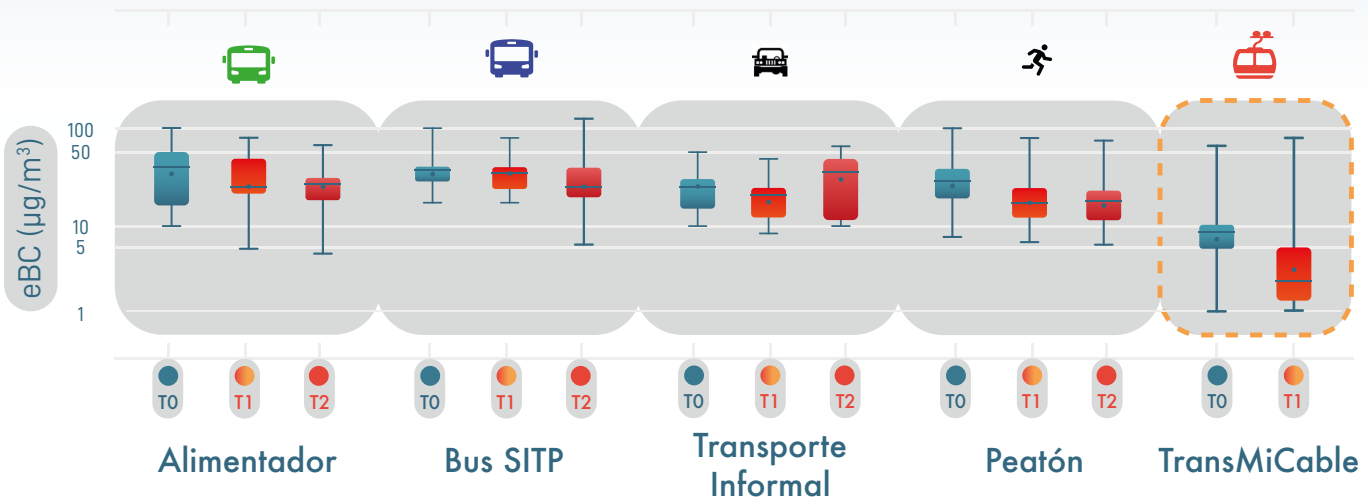 eBC (µg/m³)
100
50
10
5
1
T0
T1
T2
T0
T1
T2
T0
T1
T2
T0
T1
T2
T0
T1
Alimentador
Bus SITP
Transporte
Informal
Peatón
TransMiCable